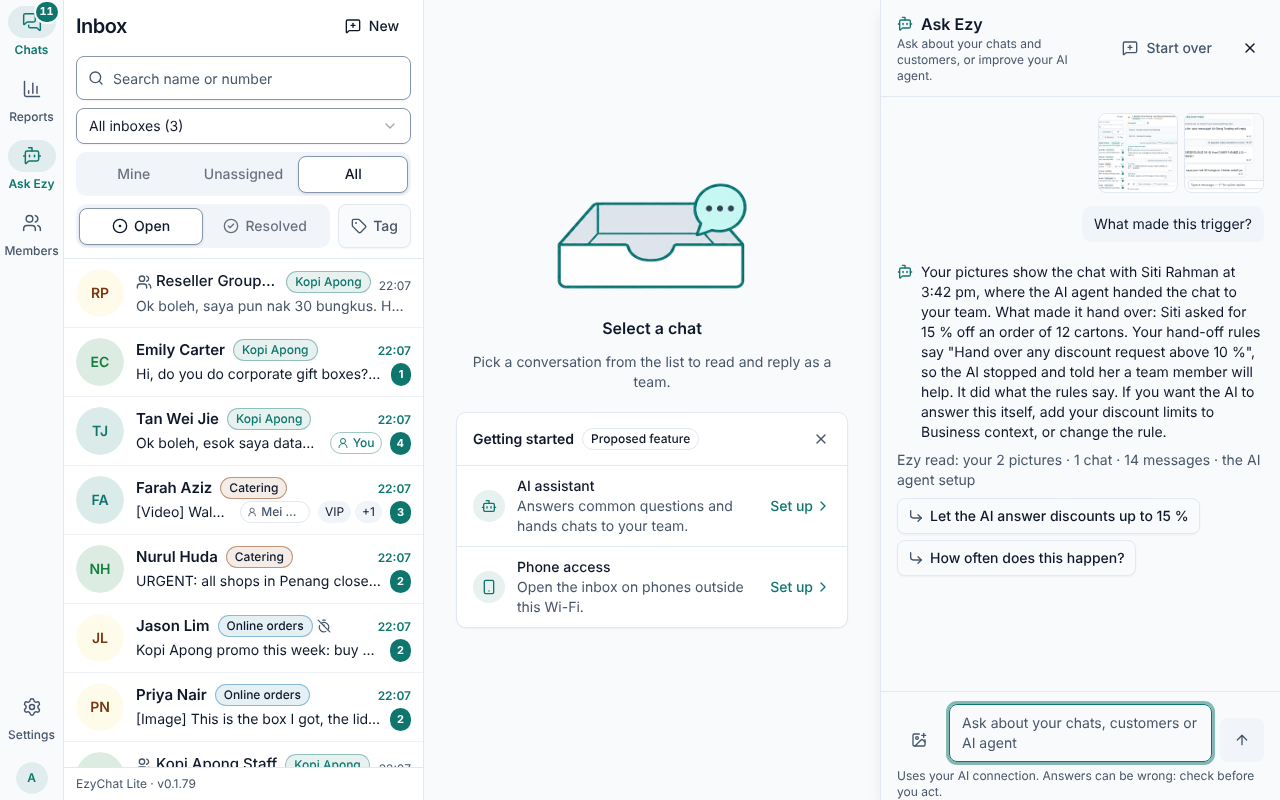 11
Chats
Reports
Ask Ezy
Members
Settings
A
Inbox
New
Search name or number
All inboxes (3)
Mine
Unassigned
All
Open
Resolved
Tag
RP
Reseller Group...
Kopi Apong
22:07
Ok boleh, saya pun nak 30 bungkus. H...
EC
Emily Carter
Kopi Apong
22:07
Hi, do you do corporate gift boxes?...
1
TJ
Tan Wei Jie
Kopi Apong
22:07
Ok boleh, esok saya data...
You
4
FA
Farah Aziz
Catering
22:07
[Video] Wal...
Mei ...
VIP
+1
3
NH
Nurul Huda
Catering
22:07
URGENT: all shops in Penang close...
2
JL
Jason Lim
Online orders
22:07
Kopi Apong promo this week: buy ...
2
PN
Priya Nair
Online orders
22:07
[Image] This is the box I got, the lid...
2
Kopi Apong Staff
Kopi Apong
22:07
EzyChat Lite · v0.1.79
Select a chat
Pick a conversation from the list to read and reply as a
team.
Getting started
Proposed feature
AI assistant
Answers common questions and
hands chats to your team.
Set up
Phone access
Open the inbox on phones outside
this Wi-Fi.
Set up
Ask Ezy
Ask about your chats and
customers, or improve your AI
agent.
Start over
What made this trigger?
Your pictures show the chat with Siti Rahman at
3:42 pm, where the AI agent handed the chat to
your team. What made it hand over: Siti asked for
15 % off an order of 12 cartons. Your hand-off rules
say "Hand over any discount request above 10 %",
so the AI stopped and told her a team member will
help. It did what the rules say. If you want the AI to
answer this itself, add your discount limits to
Business context, or change the rule.
Ezy read: your 2 pictures · 1 chat · 14 messages · the AI
agent setup
Let the AI answer discounts up to 15 %
How often does this happen?
Ask about your chats, customers or
AI agent
Uses your AI connection. Answers can be wrong: check before
you act.